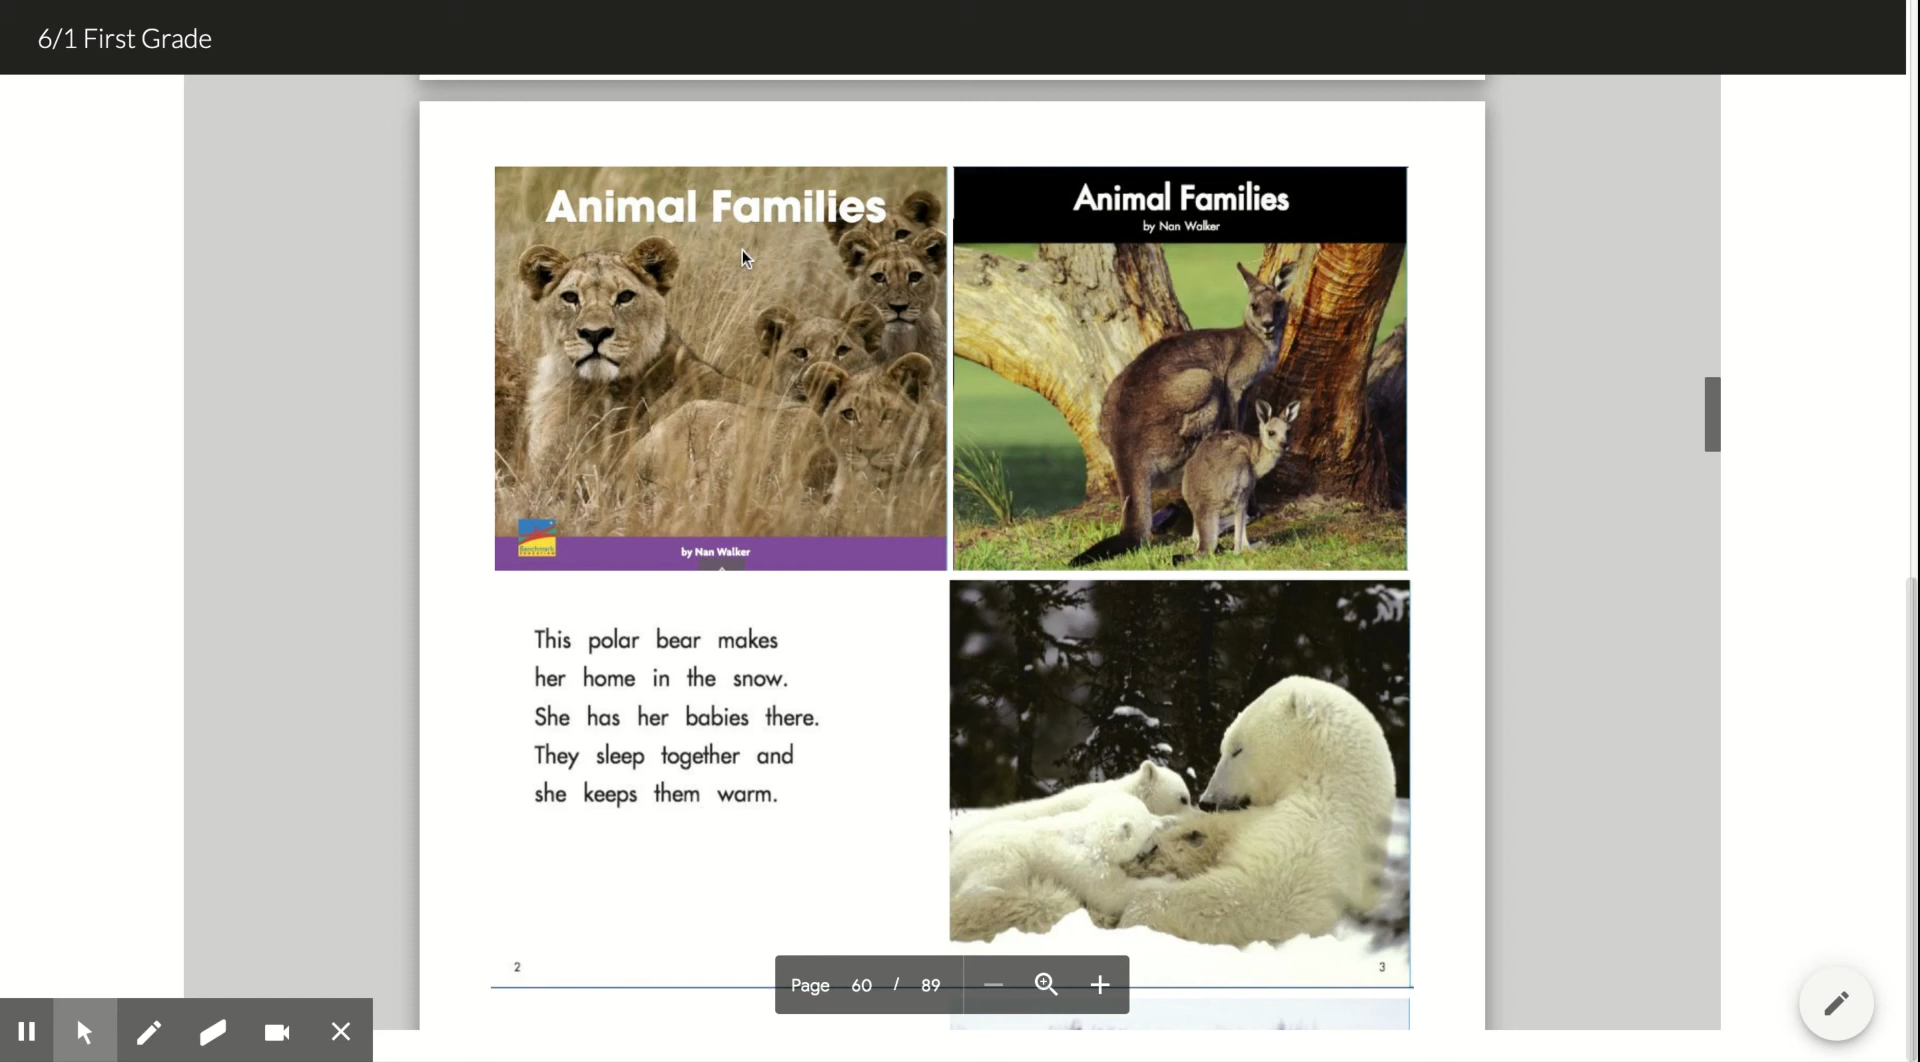 6/1 First Grade
Animal Families
by Nan Walker
Animal Families
by Nan Walker
Benchmark
EDUCATION
This polar bear makes
her home in the snow.
She has her babies there.
They sleep together and
she keeps them warm.
2
3
Page 60 / 89